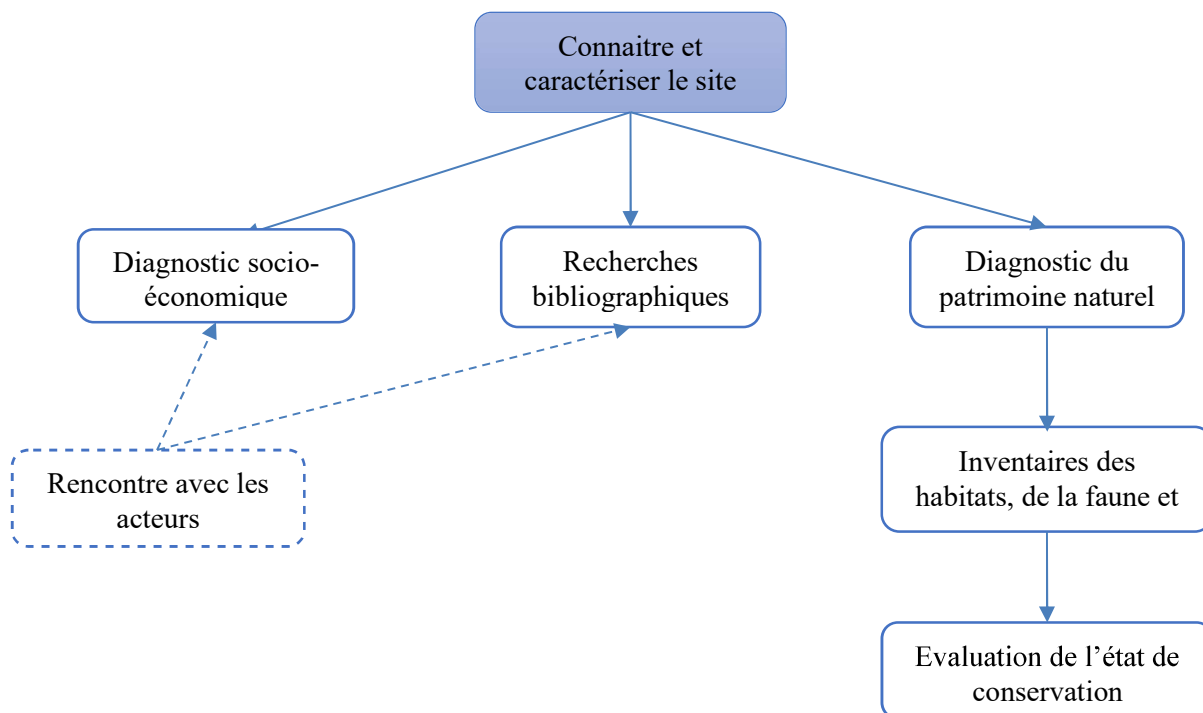 Connaitre et
caractériser le site
Diagnostic socio-
économique
Recherches
bibliographiques
Diagnostic du
patrimoine naturel
Rencontre avec les
acteurs
Inventaires des
habitats, de la faune et
Evaluation de l’état de
conservation